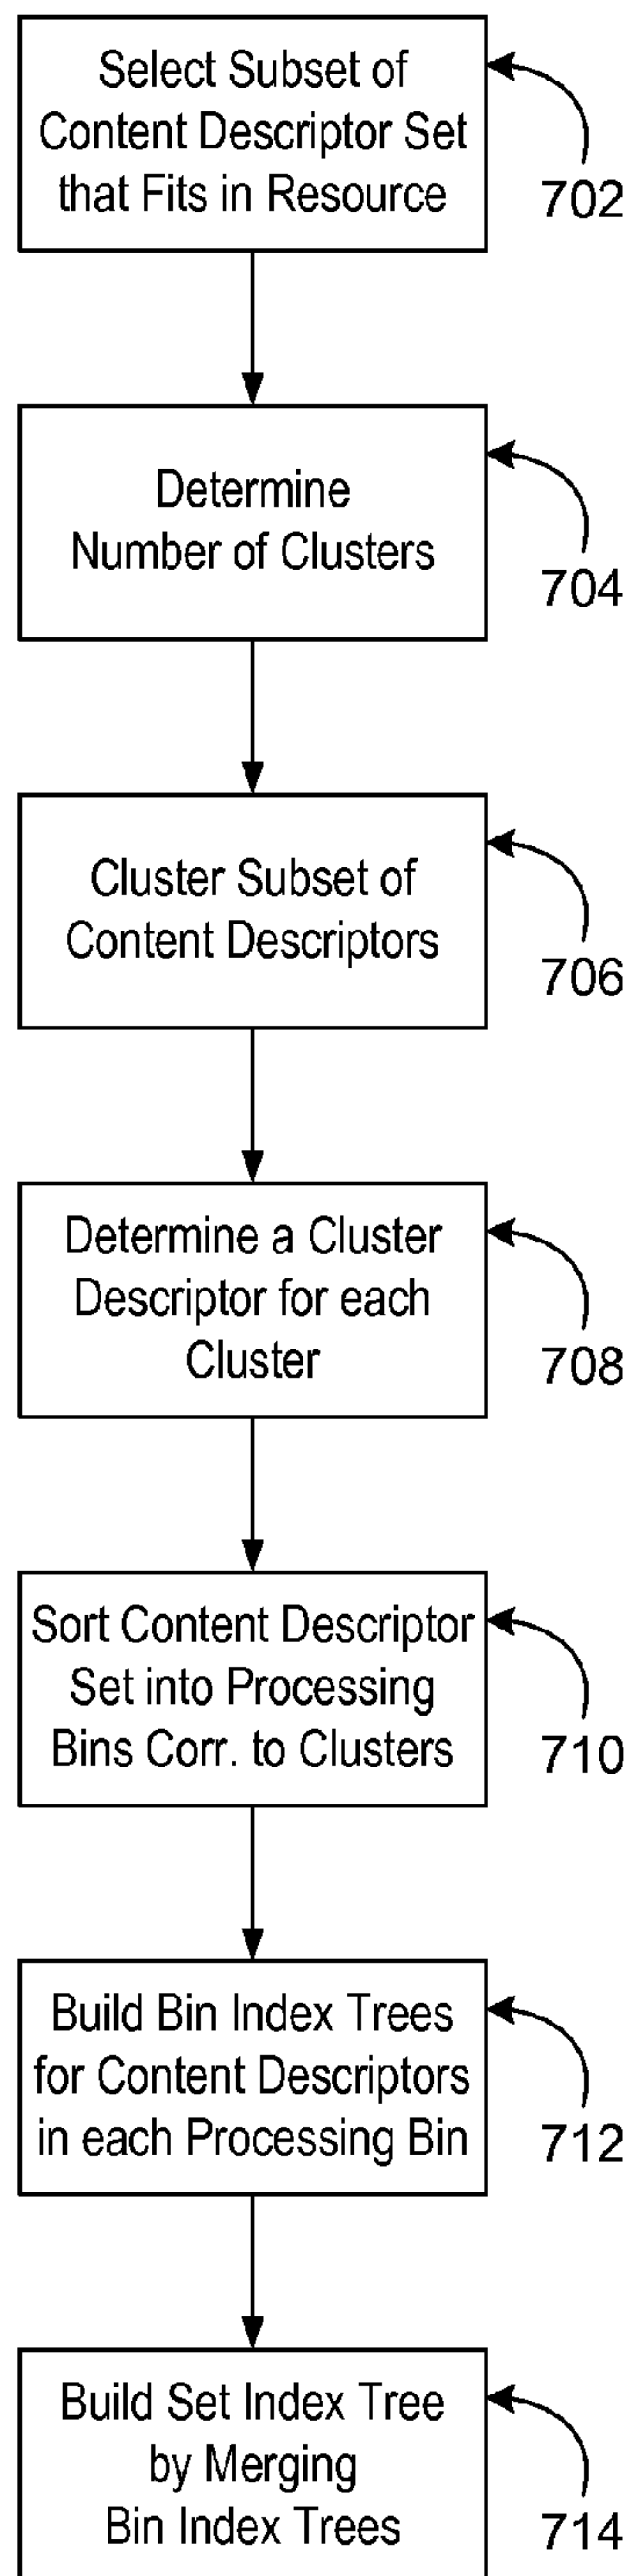 Select Subset of
Content Descriptor Set
that Fits in Resource
702
Determine
Number of Clusters
704
Cluster Subset of
Content Descriptors
706
Determine a Cluster
Descriptor for each
Cluster
708
Sort Content Descriptor
Set into Processing
Bins Corr. to Clusters
710
Build Bin Index Trees
for Content Descriptors
in each Processing Bin
712
Build Set Index Tree
by Merging
Bin Index Trees
714